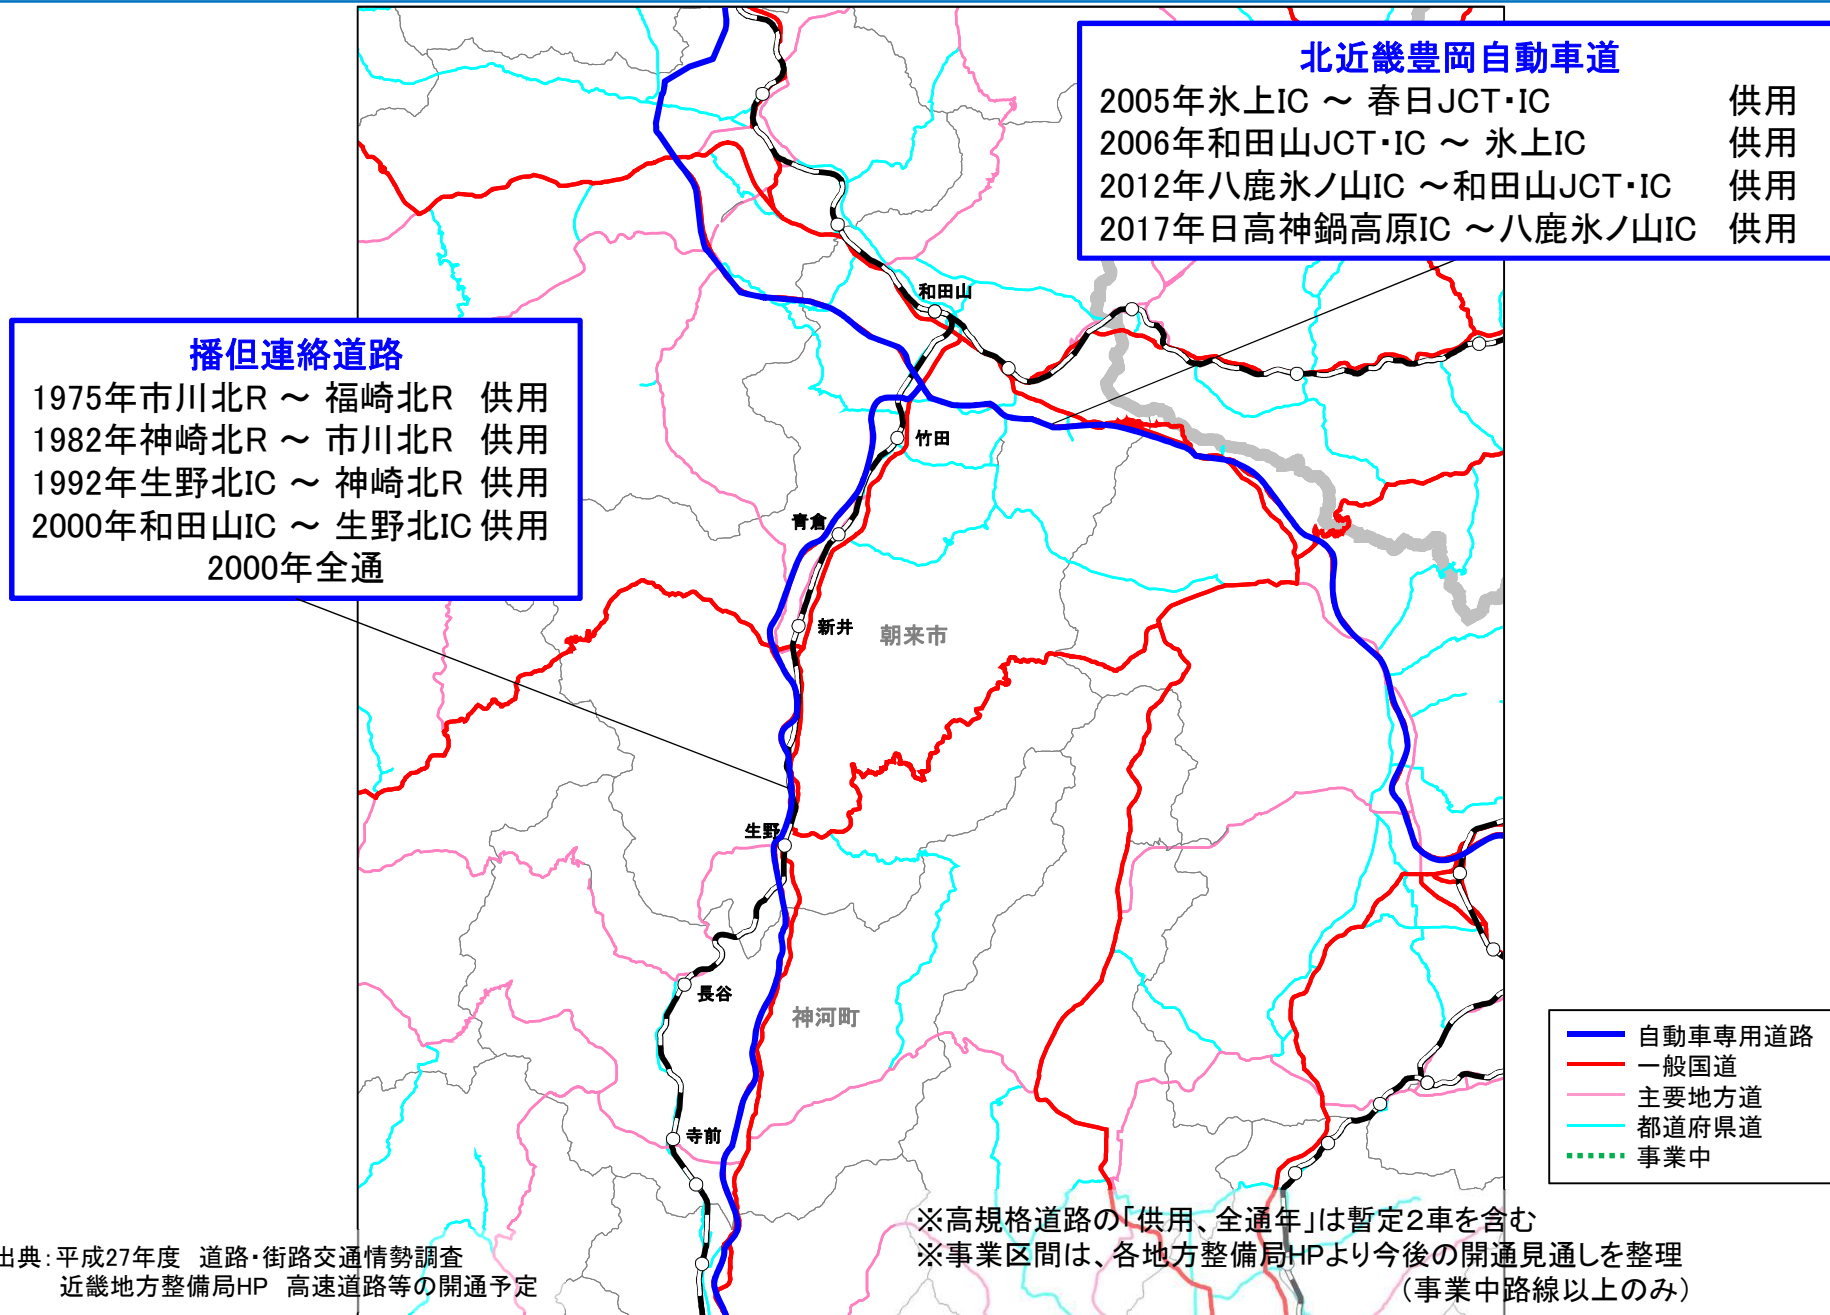 北近畿豊岡自動車道
2005年氷上IC ～ 春日JCT・IC 供用
2006年和田山JCT・IC ～ 氷上IC 供用
2012年八鹿氷ノ山IC ～和田山JCT・IC 供用
2017年日高神鍋高原IC ～八鹿氷ノ山IC 供用
播但連絡道路
1975年市川北R ～ 福崎北R 供用
1982年神崎北R ～ 市川北R 供用
1992年生野北IC ～ 神崎北R 供用
2000年和田山IC ～ 生野北IC 供用
2000年全通
和田山
竹田
青倉
新井
朝来市
生野
長谷
神河町
寺前
自動車専用道路
一般国道
主要地方道
都道府県道
事業中
※高規格道路の「供用、全通年」は暫定2車を含む
※事業区間は、各地方整備局HPより今後の開通見通しを整理
（事業中路線以上のみ）
出典：平成27年度 道路・街路交通情勢調査
近畿地方整備局HP 高速道路等の開通予定